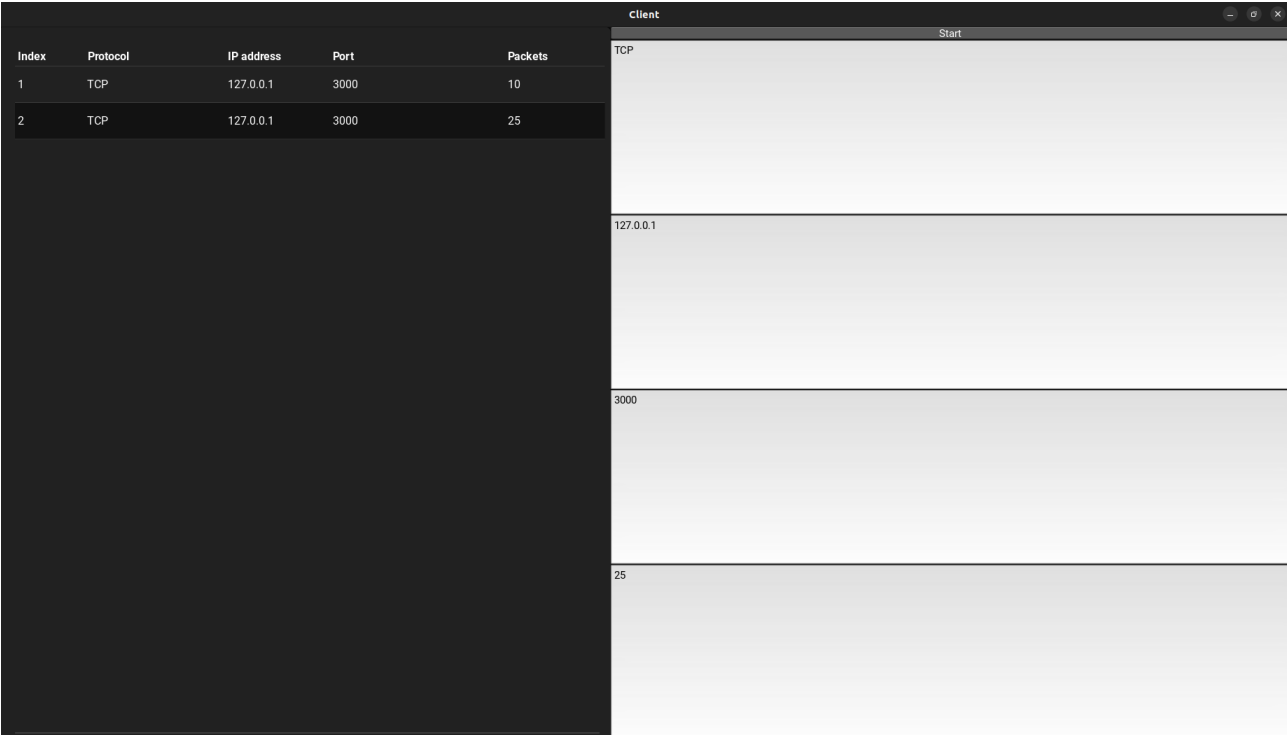 Client
Index Protocol IP address Port Packets
1 TCP 127.0.0.1 3000 10
2 TCP 127.0.0.1 3000 25
Start
TCP
127.0.0.1
3000
25